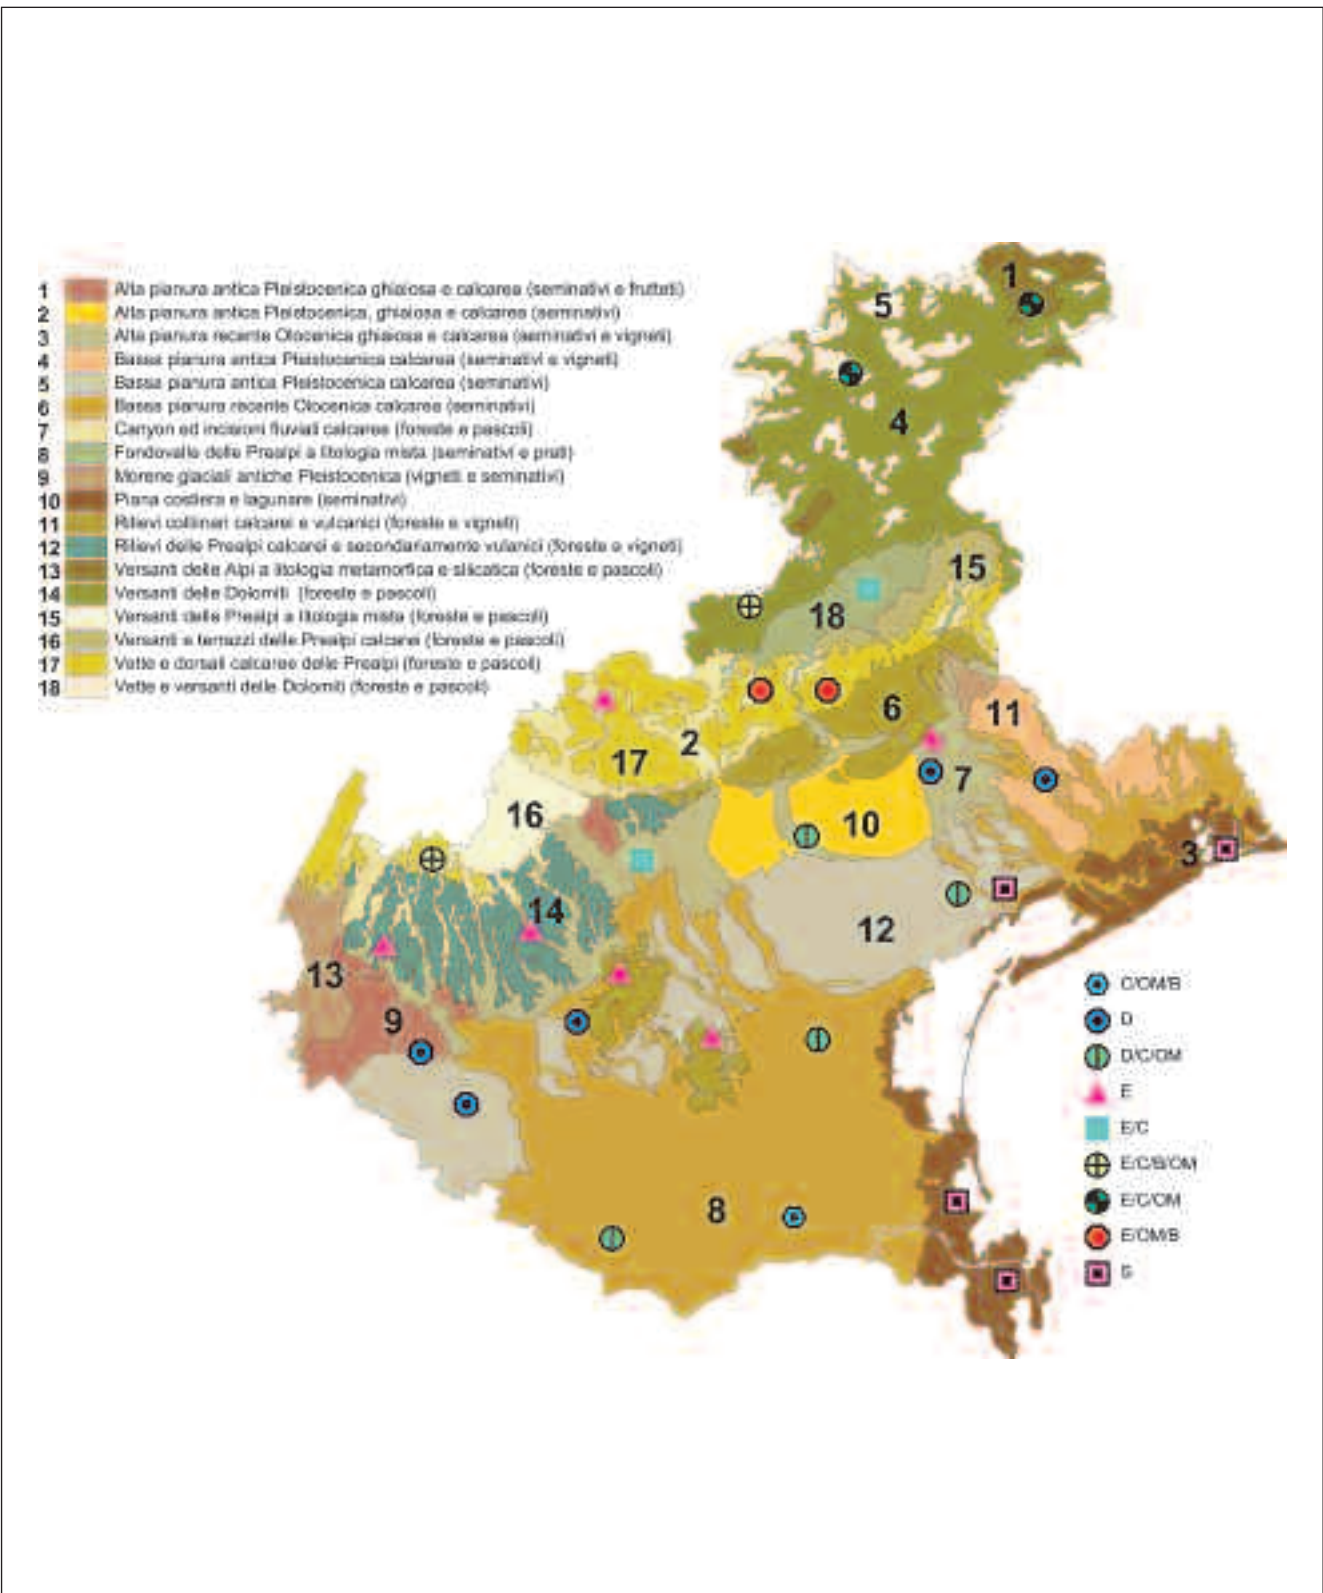 1 Alta pianura antica Pleistocenica ghiaiosa e calcarea (seminativi e frutteti)
2 Alta pianura antica Pleistocenica, ghiaiosa e calcarea (seminativi)
3 Alta pianura recente Olocenica ghiaiosa e calcarea (seminativi e vigneti)
4 Bassa pianura antica Pleistocenica calcarea (seminativi e vigneti)
5 Bassa pianura antica Pleistocenica calcarea (seminativi)
6 Bassa pianura recente Olocenica calcarea (seminativi)
7 Canyon ed incisioni fluviali calcaree (foreste e pascoli)
8 Fondovalle delle Prealpi a litologia mista (seminativi e prati)
9 Morene glaciali antiche Pleistocenica (vigneti e seminativi)
10 Piana costiera e lagunare (seminativi)
11 Rilievi collinari calcarei e vulcanici (foreste e vigneti)
12 Rilievi delle Prealpi calcarei e secondariamente vulanici (foreste e vigneti)
13 Versanti delle Alpi a litologia metamorfica e silicatica (foreste e pascoli)
14 Versanti delle Dolomiti (foreste e pascoli)
15 Versanti delle Prealpi a litologia mista (foreste e pascoli)
16 Versanti e terrazzi delle Prealpi calcarei (foreste e pascoli)
17 Vette e dorsali calcaree delle Prealpi (foreste e pascoli)
18 Vette e versanti delle Dolomiti (foreste e pascoli)
1
5
4
15
18
6
11
2
17
7
16
10
3
14
12
13
9
8
C/OM/B
D
D/C/OM
E
E/C
E/C/B/OM
E/C/OM
E/OM/B
S